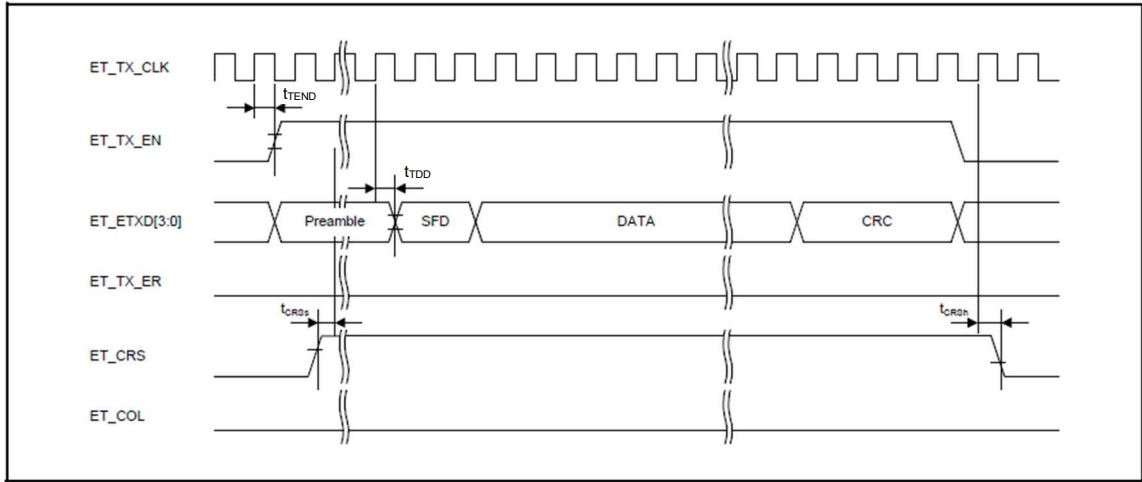 ET_TX_CLK
tTEND
ET_TX_EN
tTDD
ET_ETXD[3:0]
Preamble
SFD
DATA
CRC
ET_TX_ER
tCRSs
tCRSh
ET_CRS
ET_COL